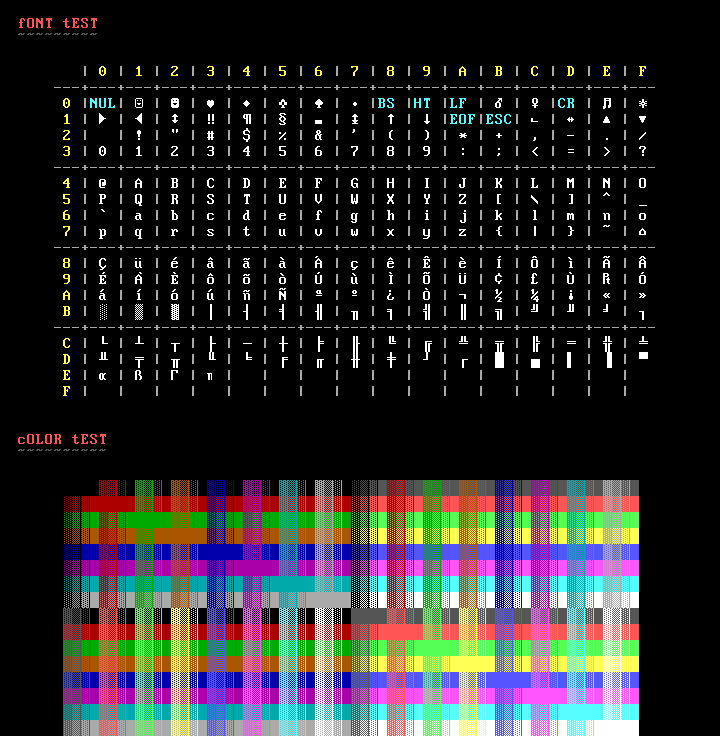 fONT tEST
~~~~~~~~~
| 0 | 1 | 2 | 3 | 4 | 5 | 6 | 7 | 8 | 9 | A | B | C | D | E | F
0 |NUL| ☺ | ☻ | ♥ | ♦ | ♣ | ♠ | • |BS |HT |LF | ♂ | ♀ |CR | ♫ | ☼
1 | ► | ◄ | ↕ | ‼ | ¶ | § | ▬ | ↨ | ↑ | ↓ |EOF|ESC| ∟ | ↔ | ▲ | ▼
2 | | ! | " | # | $ | % | & | ' | ( | ) | * | + | , | - | . | /
3 | 0 | 1 | 2 | 3 | 4 | 5 | 6 | 7 | 8 | 9 | : | ; | < | = | > | ?
4 | @ | A | B | C | D | E | F | G | H | I | J | K | L | M | N | O
5 | P | Q | R | S | T | U | V | W | X | Y | Z | [ | \ | ] | ^ | _
6 | ` | a | b | c | d | e | f | g | h | i | j | k | l | m | n | o
7 | p | q | r | s | t | u | v | w | x | y | z | { | | | } | ~ | ⌂
8 | Ç | ü | é | â | ã | à | Á | ç | ê | Ê | è | Í | Ô | ì | Ã | Â
9 | É | À | È | ô | õ | ò | Ú | ù | Ì | Õ | Ü | ¢ | £ | Ù | ₧ | Ó
A | á | í | ó | ú | ñ | Ñ | ª | º | ¿ | Ò | ¬ | ½ | ¼ | ¡ | « | »
B | ░ | ▒ | ▓ | │ | ┤ | ╡ | ╢ | ╖ | ╕ | ╣ | ║ | ╗ | ╝ | ╜ | ╛ | ┐
C | └ | ┴ | ┬ | ├ | ─ | ┼ | ╞ | ╟ | ╚ | ╔ | ╩ | ╦ | ╠ | ═ | ╬ | ╧
D | ╨ | ╤ | ╥ | ╙ | ╘ | ╒ | ╓ | ╫ | ╪ | ┘ | ┌ | █ | ▄ | ▌ | ▐ | ▀
E | α | ß | Γ | π | | | | | | | | | | | |
F | | | | | | | | | | | | | | | |
cOLOR tEST
~~~~~~~~~~